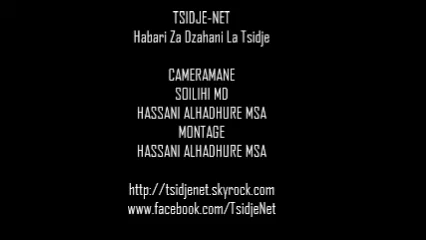 TSIDJE-NET
Habari Za Dzahani La Tsidje
CAMERAMANE
SOILIHI MD
HASSANI ALHADHURE MSA
MONTAGE
HASSANI ALHADHURE MSA
http://tsidjenet.skyrock.com
www.facebook.com/TsidjeNet